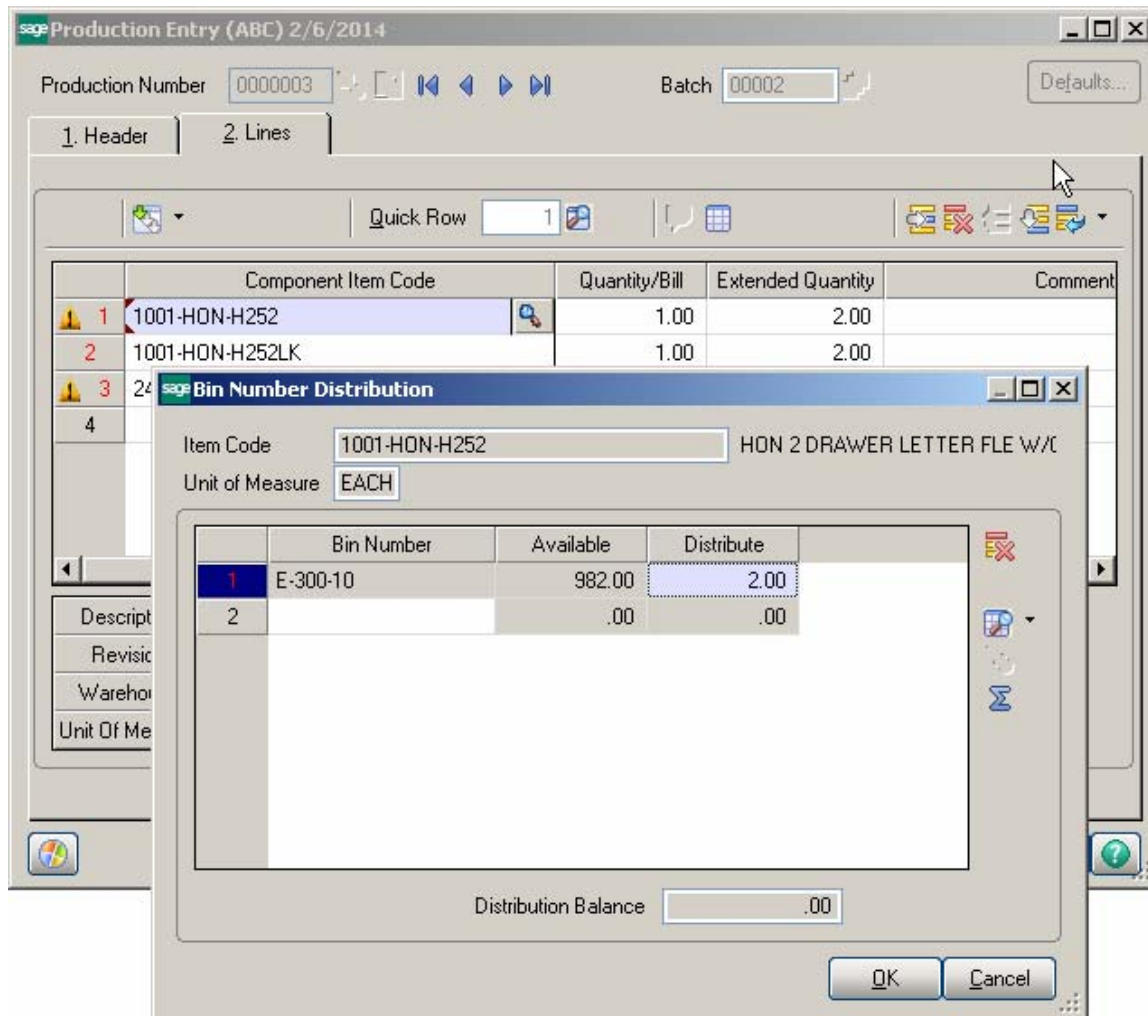 sage Production Entry (ABC) 2/6/2014
Production Number 0000003 Batch 00002 Defaults...
1. Header 2. Lines
Quick Row 1
Component Item Code Quantity/Bill Extended Quantity Comment
1 1001-HON-H252 1.00 2.00
2 1001-HON-H252LK 1.00 2.00
3 24
4
Descript
Revisio
Warehou
Unit Of Me
sage Bin Number Distribution
Item Code 1001-HON-H252 HON 2 DRAWER LETTER FLE W/(
Unit of Measure EACH
Bin Number Available Distribute
1 E-300-10 982.00 2.00
2 .00 .00
Distribution Balance .00
OK Cancel